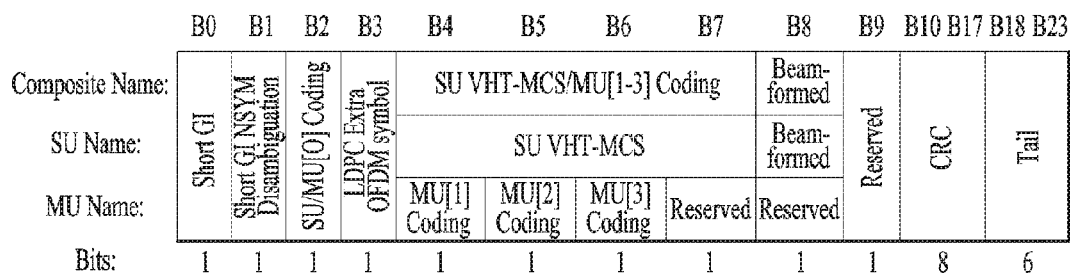 B0 B1 B2 B3 B4 B5 B6 B7 B8 B9 B10 B17 B18 B23
Composite Name:
SU Name:
MU Name:
Short GI
Short GI NSYM
Disambiguation
SU/MU[0] Coding
LDPC Extra
OFDM symbol
SU VHT-MCS/MU[1-3] Coding
Beam-
formed
SU VHT-MCS
Beam-
formed
MU[1]
Coding
MU[2]
Coding
MU[3]
Coding
Reserved
Reserved
Reserved
CRC
Tail
Bits: 1 1 1 1 1 1 1 1 1 1 8 6